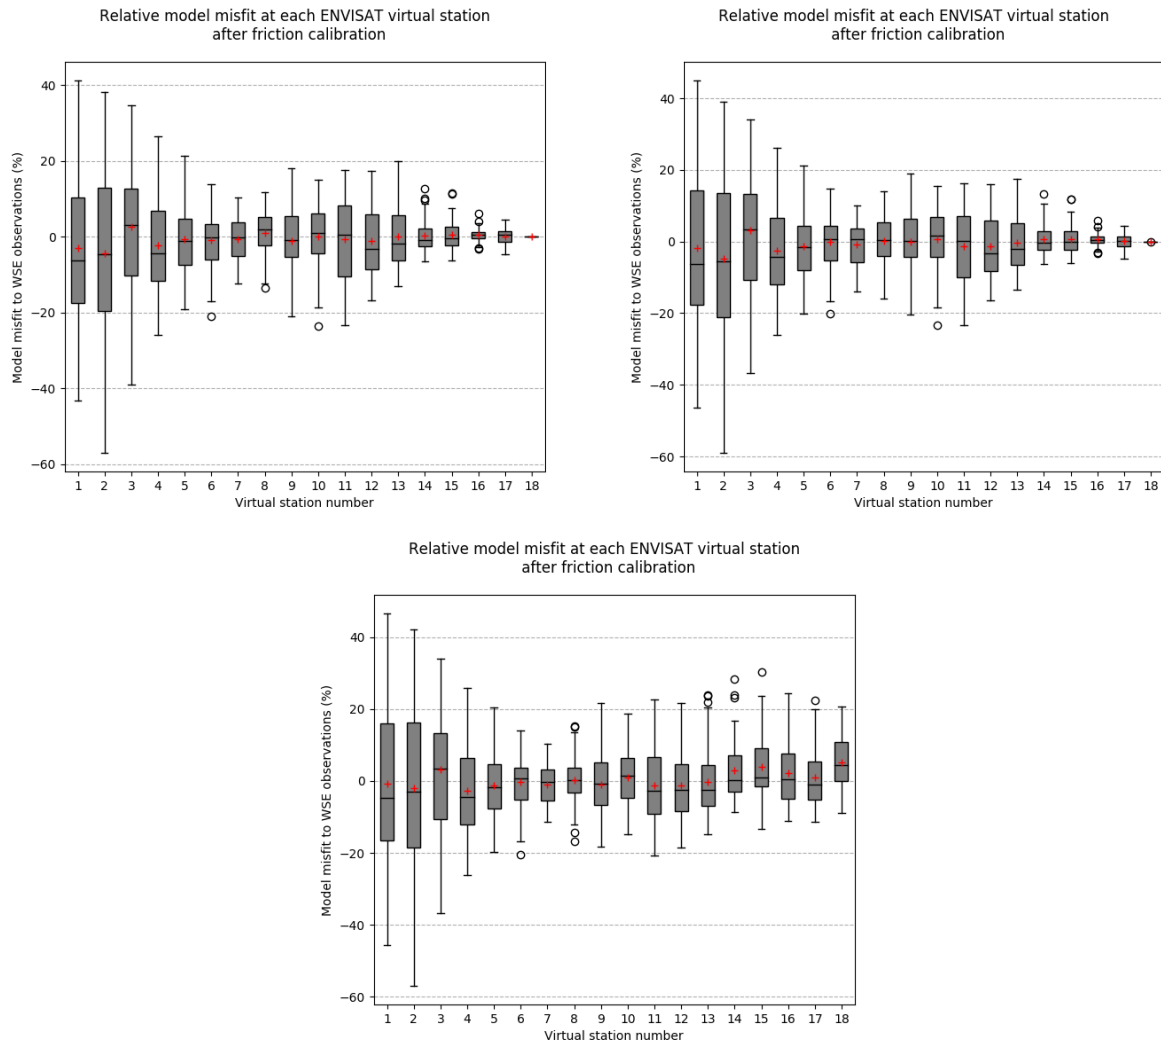 Relative model misfit at each ENVISAT virtual station
after friction calibration
Model misfit to WSE observations (%)
40
20
0
−20
−40
−60
1 2 3 4 5 6 7 8 9 10 11 12 13 14 15 16 17 18
Virtual station number
Relative model misfit at each ENVISAT virtual station
after friction calibration
Model misfit to WSE observations (%)
40
20
0
−20
−40
−60
1 2 3 4 5 6 7 8 9 10 11 12 13 14 15 16 17 18
Virtual station number
Relative model misfit at each ENVISAT virtual station
after friction calibration
Model misfit to WSE observations (%)
40
20
0
−20
−40
−60
1 2 3 4 5 6 7 8 9 10 11 12 13 14 15 16 17 18
Virtual station number